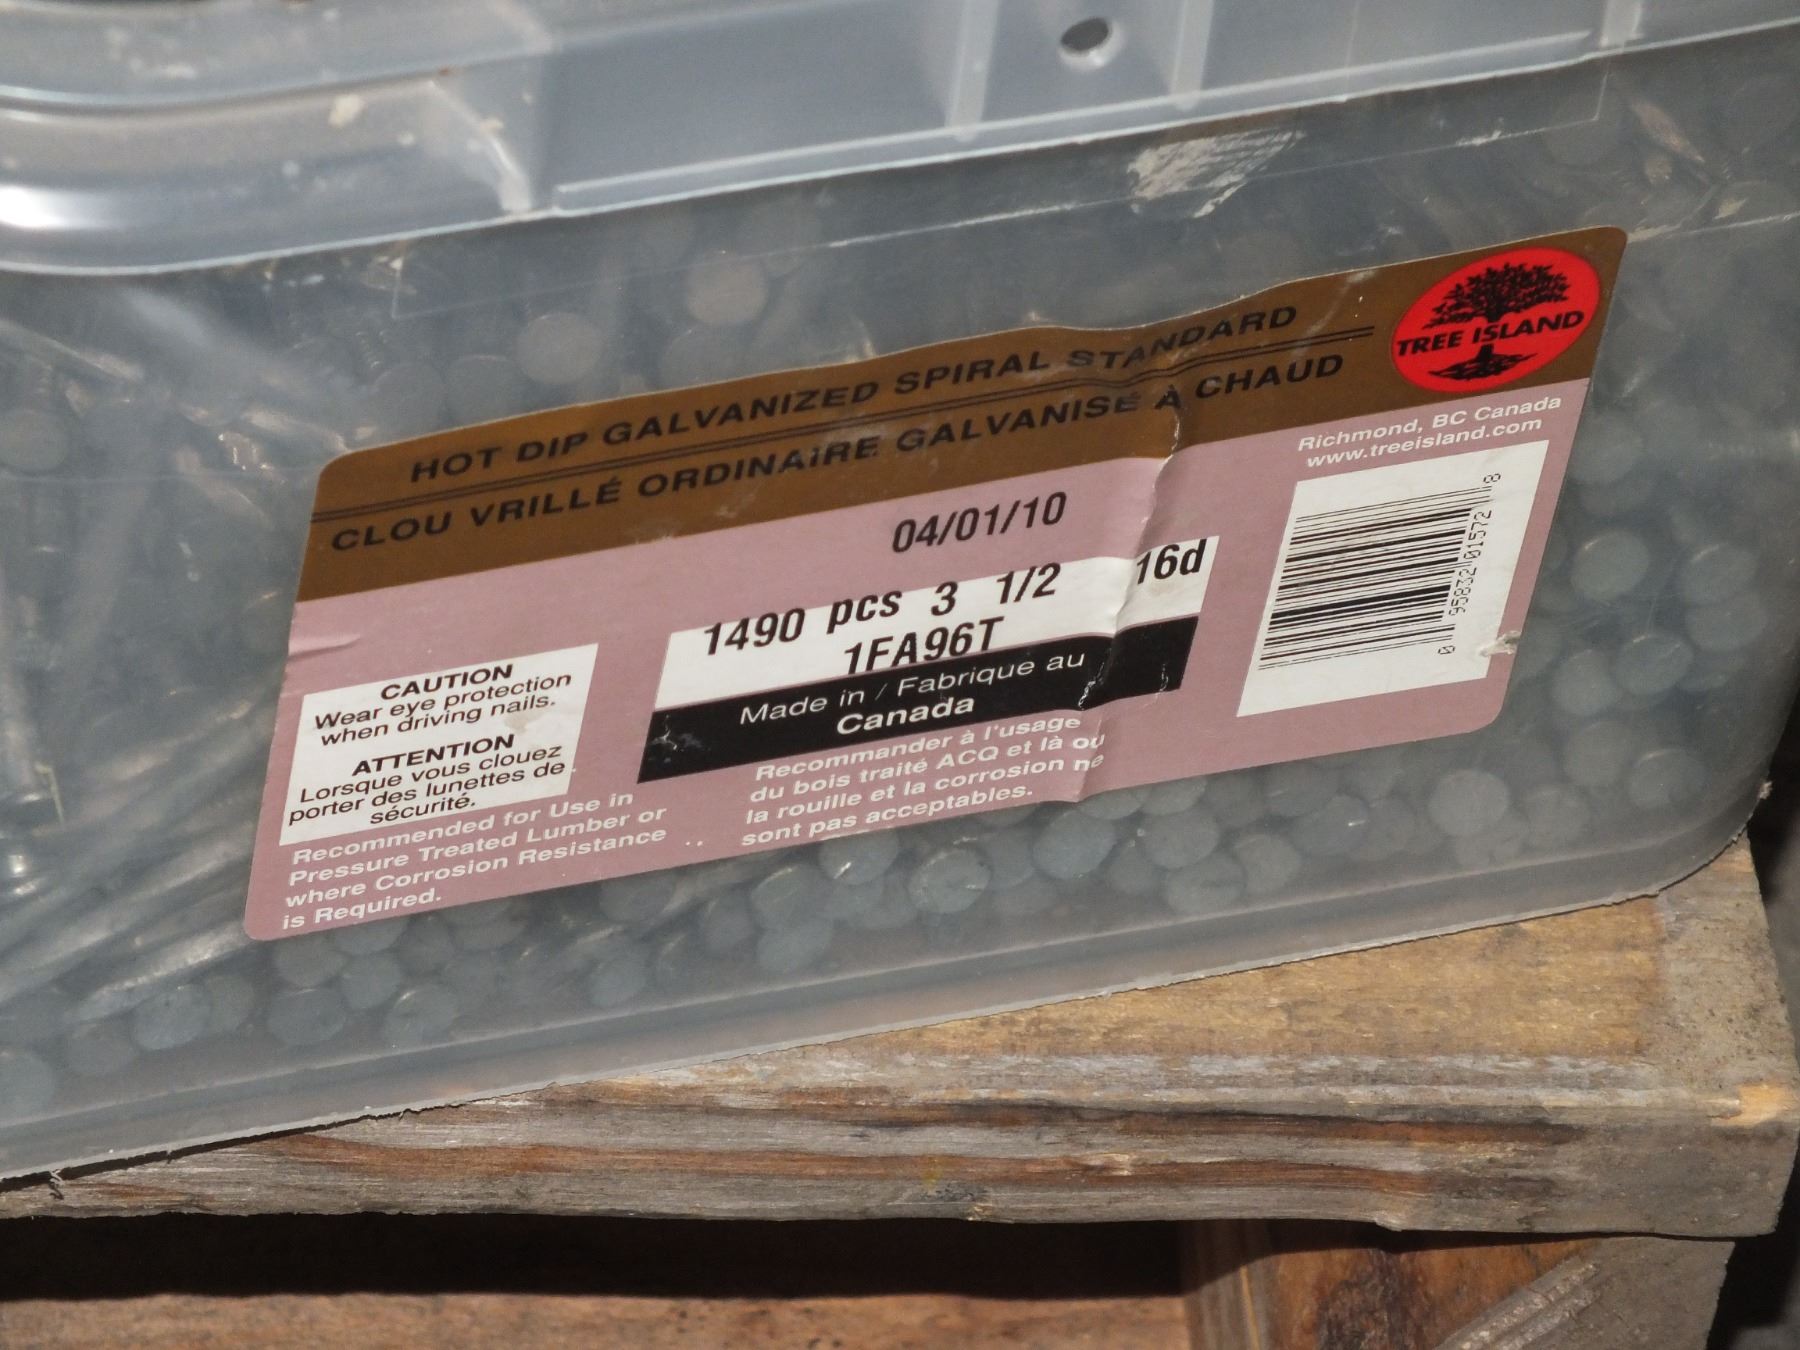 HOT DIP GALVANIZED SPIRAL STANDARD
CLOU VRILLÉ ORDINAIRE GALVANISÉ À CHAUD
TREE ISLAND
Richmond, BC Canada
www.treeisland.com
04/01/10
1490 pcs 3 1/2 16d
1FA96T
Made in / Fabrique au
Canada
CAUTION
Wear eye protection
when driving nails.
ATTENTION
Lorsque vous clouez
porter des lunettes de
sécurité.
Recommended for Use in
Pressure Treated Lumber or
where Corrosion Resistance
is Required.
Recommander à l'usage
du bois traité ACQ et là ou
la rouille et la corrosion ne
sont pas acceptables.
0 95832 01572 8